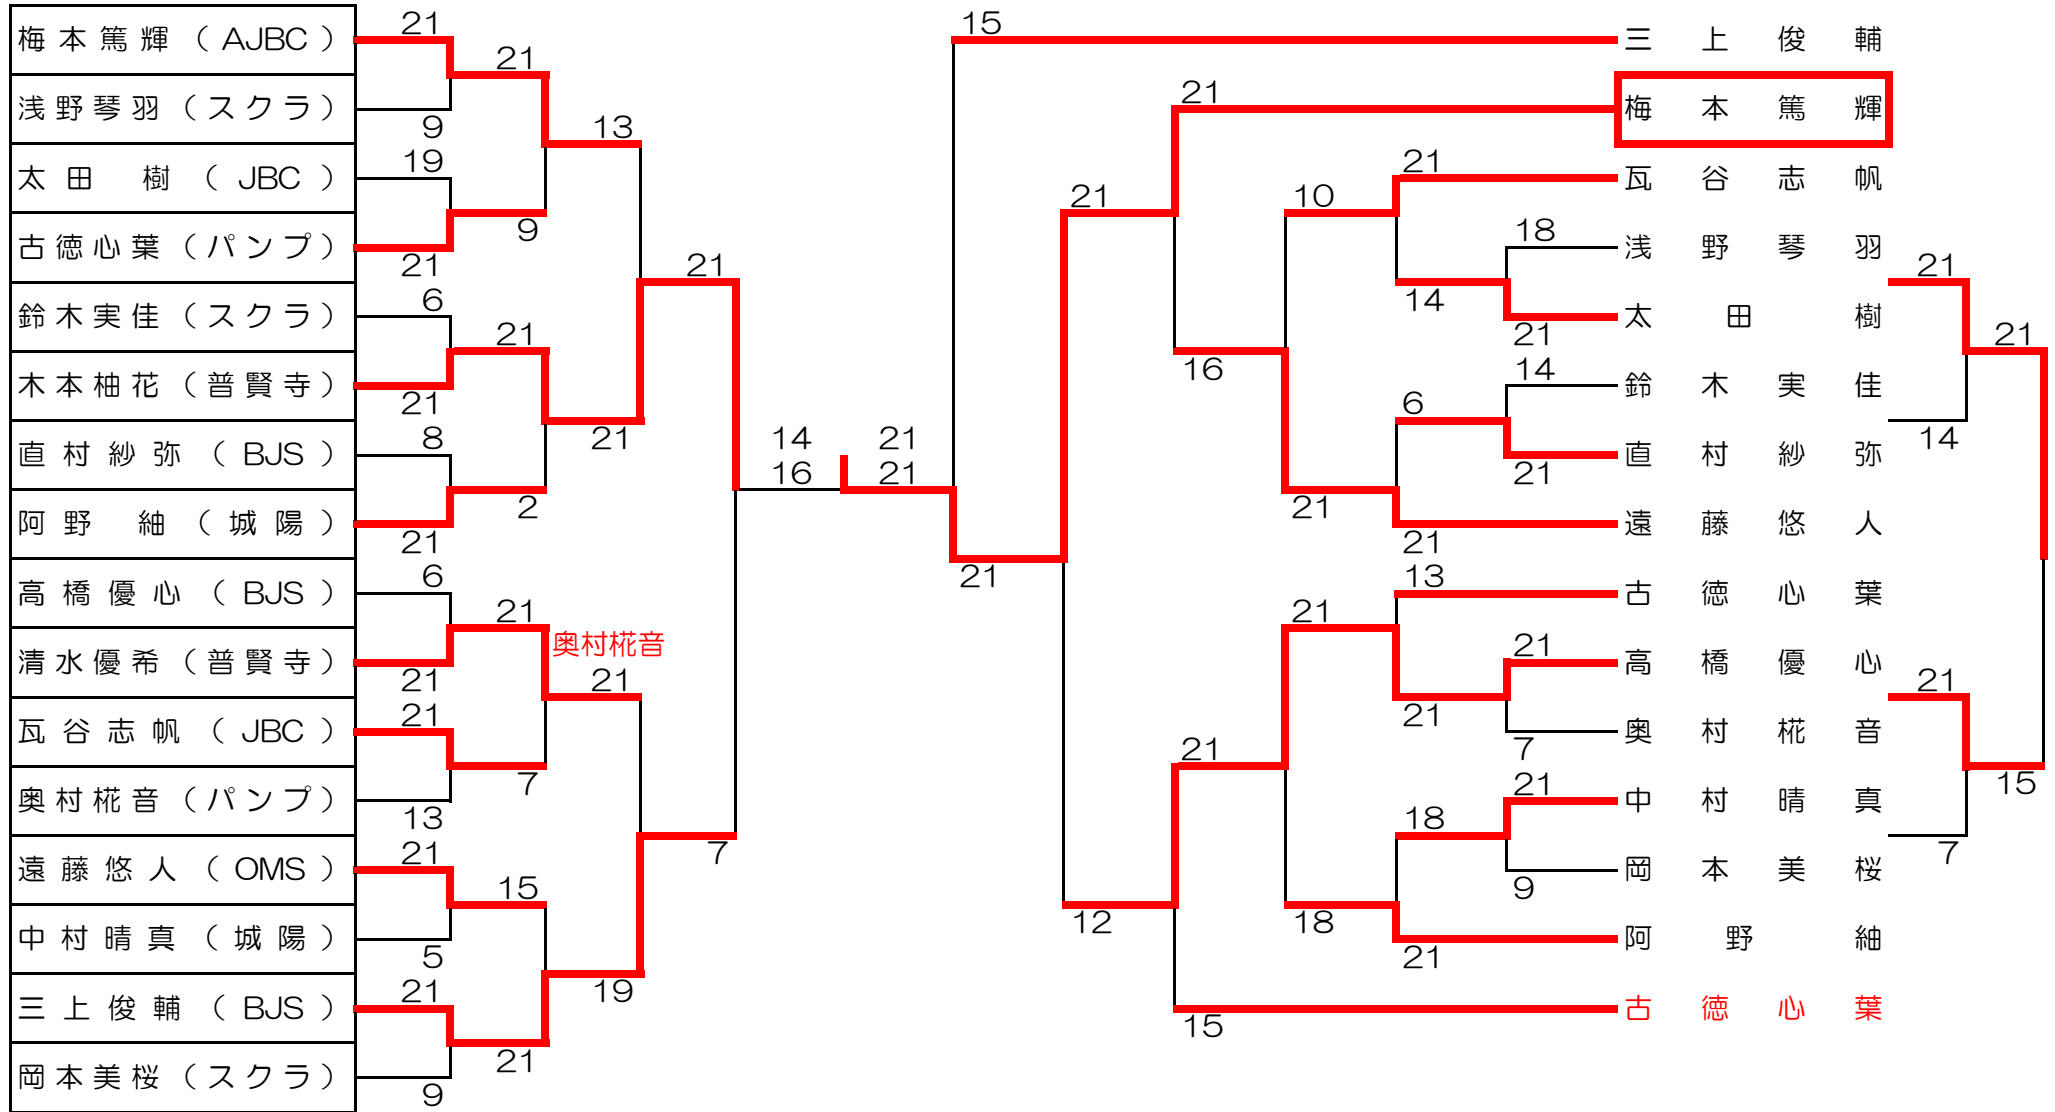 21
15
梅本篤輝（AJBC）
三上俊輔
21
21
浅野琴羽（スクラ）
梅本篤輝
9
13
19
21
太田　樹（JBC）
瓦谷志帆
21
10
9
18
古徳心葉（パンプ）
浅野琴羽
21
21
21
6
14
鈴木実佳（スクラ）
太田　樹
21
21
21
16
14
木本柚花（普賢寺）
鈴木実佳
21
6
8
21
14
21
14
直村紗弥（BJS）
直村紗弥
16
21
21
2
21
阿野　紬（城陽）
遠藤悠人
21
21
6
21
13
高橋優心（BJS）
古徳心葉
21
21
奥村椛音
21
清水優希（普賢寺）
高橋優心
21
21
21
21
21
瓦谷志帆（JBC）
奥村椛音
7
21
7
21
15
奥村椛音（パンプ）
中村晴真
13
18
21
7
7
遠藤悠人（OMS）
岡本美桜
15
9
12
18
中村晴真（城陽）
阿野　紬
5
21
21
19
三上俊輔（BJS）
古徳心葉
15
21
岡本美桜（スクラ）
9